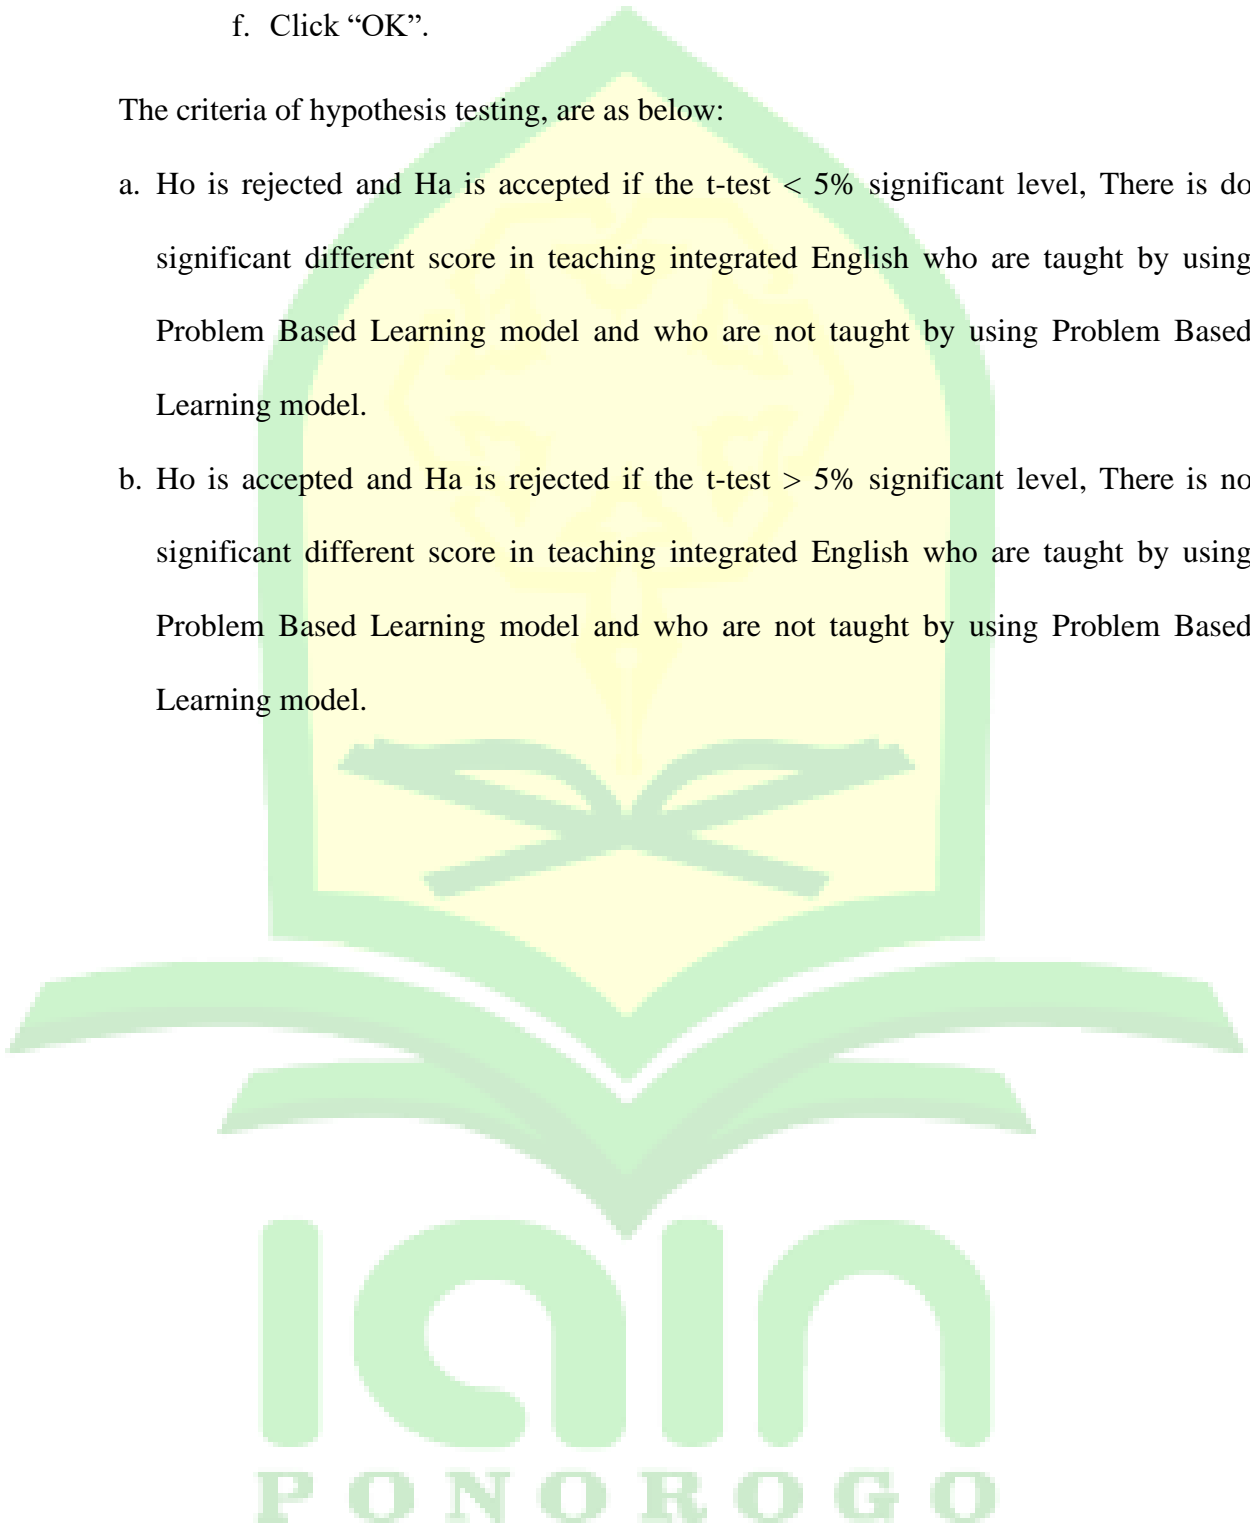 f. Click “OK”.
The criteria of hypothesis testing, are as below:
a. Ho is rejected and Ha is accepted if the t-test < 5% significant level, There is do
significant different score in teaching integrated English who are taught by using
Problem Based Learning model and who are not taught by using Problem Based
Learning model.
b. Ho is accepted and Ha is rejected if the t-test > 5% significant level, There is no
significant different score in teaching integrated English who are taught by using
Problem Based Learning model and who are not taught by using Problem Based
Learning model.
iain
PONOROGO